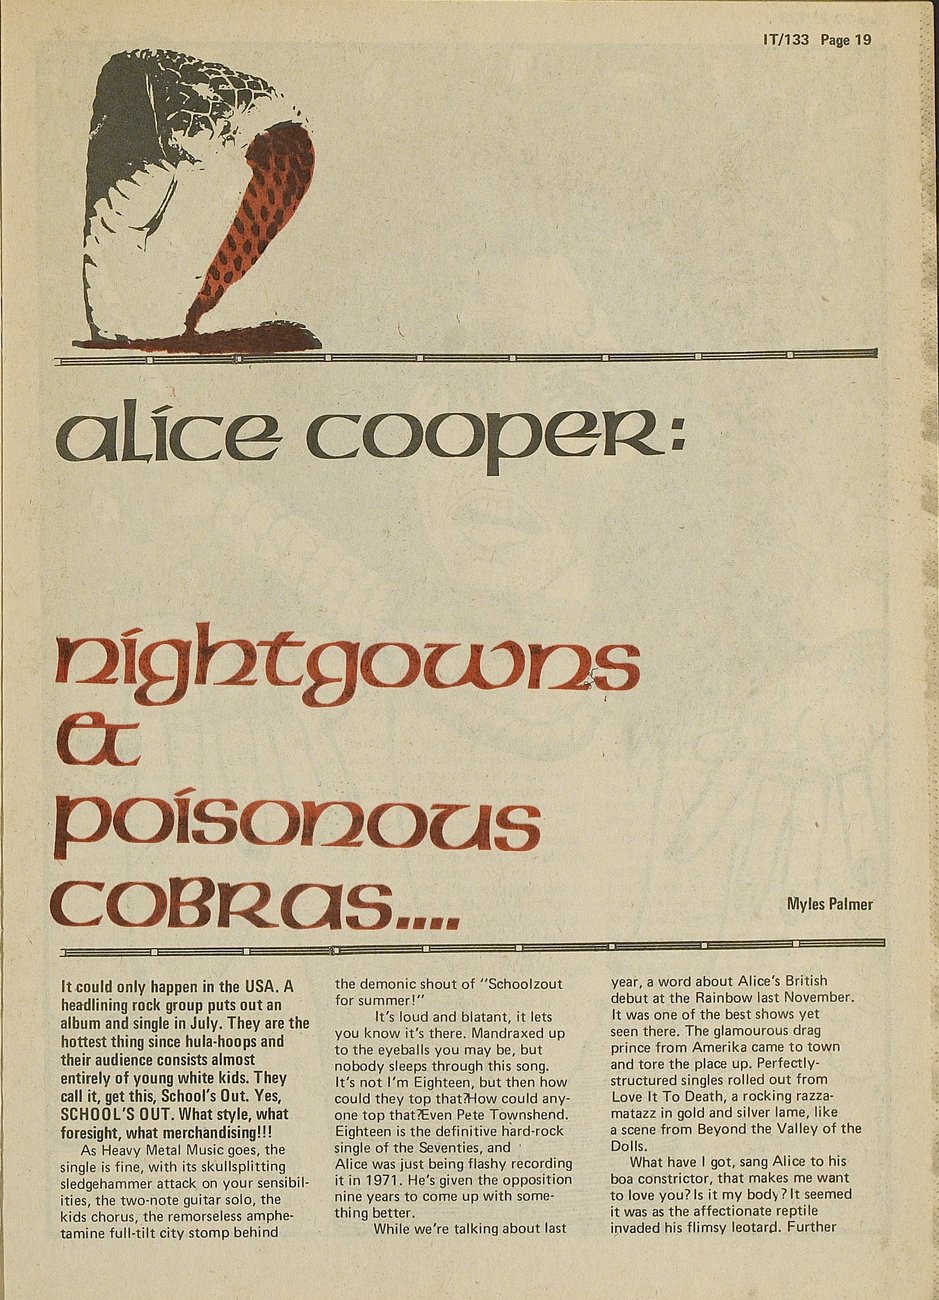 IT/133 Page 19
alice cooper:
nightgowns
&
poisonous
cobras....
Myles Palmer
It could only happen in the USA. A
headlining rock group puts out an
album and single in July. They are the
hottest thing since hula-hoops and
their audience consists almost
entirely of young white kids. They
call it, get this, School's Out. Yes,
SCHOOL'S OUT. What style, what
foresight, what merchandising!!!
As Heavy Metal Music goes, the
single is fine, with its skullsplitting
sledgehammer attack on your sensibil-
ities, the two-note guitar solo, the
kids chorus, the remorseless amphe-
tamine full-tilt city stomp behind
the demonic shout of "Schoolzout
for summer!"
It's loud and blatant, it lets
you know it's there. Mandraxed up
to the eyeballs you may be, but
nobody sleeps through this song.
It's not I'm Eighteen, but then how
could they top that?How could any-
one top that?Even Pete Townshend.
Eighteen is the definitive hard-rock
single of the Seventies, and
Alice was just being flashy recording
it in 1971. He's given the opposition
nine years to come up with some-
thing better.
While we're talking about last
year, a word about Alice's British
debut at the Rainbow last November.
It was one of the best shows yet
seen there. The glamourous drag
prince from Amerika came to town
and tore the place up. Perfectly-
structured singles rolled out from
Love It To Death, a rocking razza-
matazz in gold and silver lame, like
a scene from Beyond the Valley of the
Dolls.
What have I got, sang Alice to his
boa constrictor, that makes me want
to love you? Is it my body? It seemed
it was as the affectionate reptile
invaded his flimsy leotard. Further